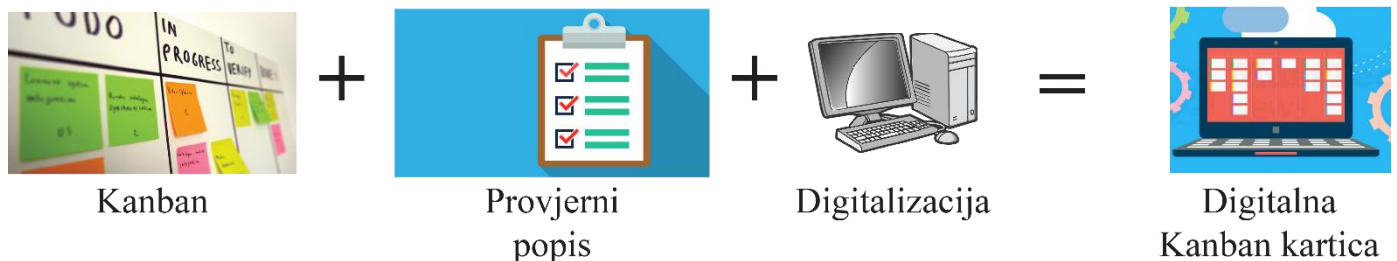 TODO
IN
PROGRESS
TO
VERIFY
+
+
=
Kanban
Provjerni
popis
Digitalizacija
Digitalna
Kanban kartica